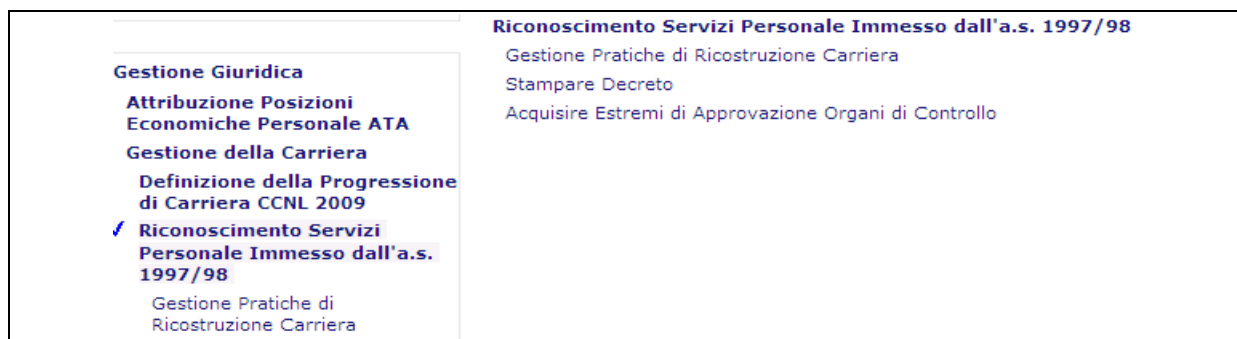 Gestione Giuridica
Attribuzione Posizioni
Economiche Personale ATA
Gestione della Carriera
Definizione della Progressione
di Carriera CCNL 2009
Riconoscimento Servizi
Personale Immesso dall'a.s.
1997/98
Gestione Pratiche di
Ricostruzione Carriera
Riconoscimento Servizi Personale Immesso dall'a.s. 1997/98
Gestione Pratiche di Ricostruzione Carriera
Stampare Decreto
Acquisire Estremi di Approvazione Organi di Controllo